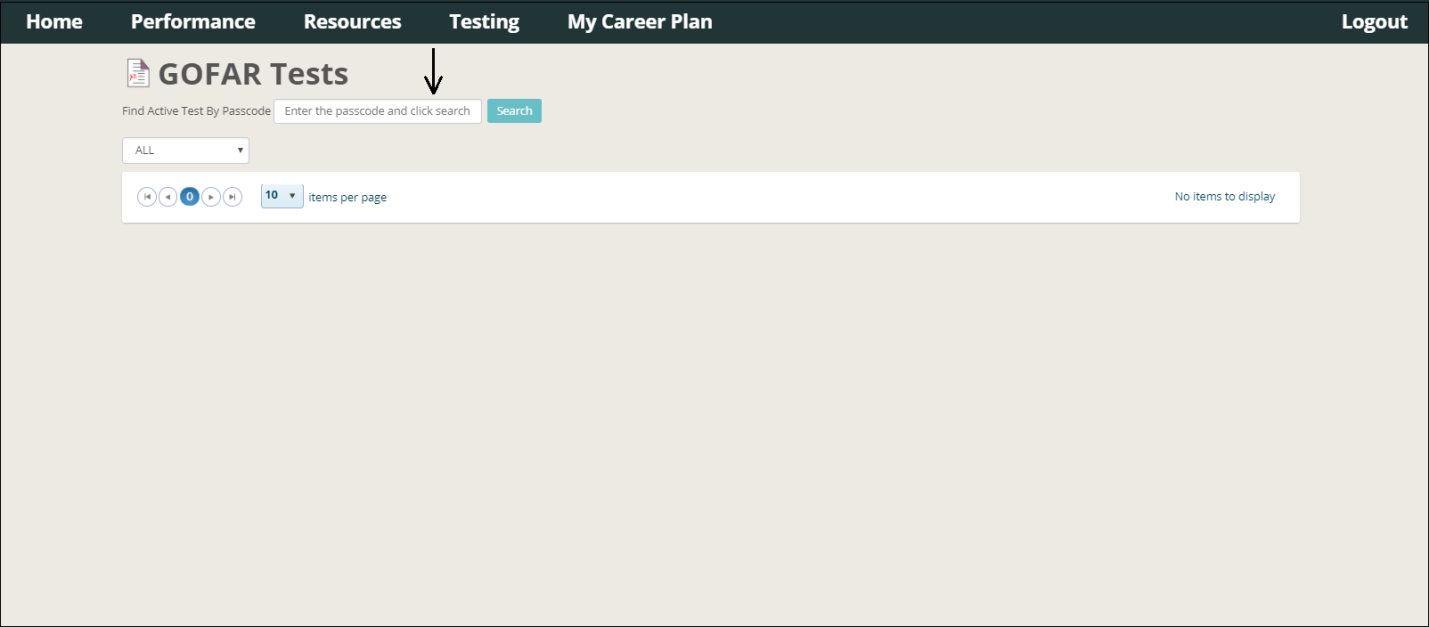 Home Performance Resources Testing My Career Plan Logout
GOFAR Tests
Find Active Test By Passcode Enter the passcode and click search Search
ALL
0 10 items per page No items to display